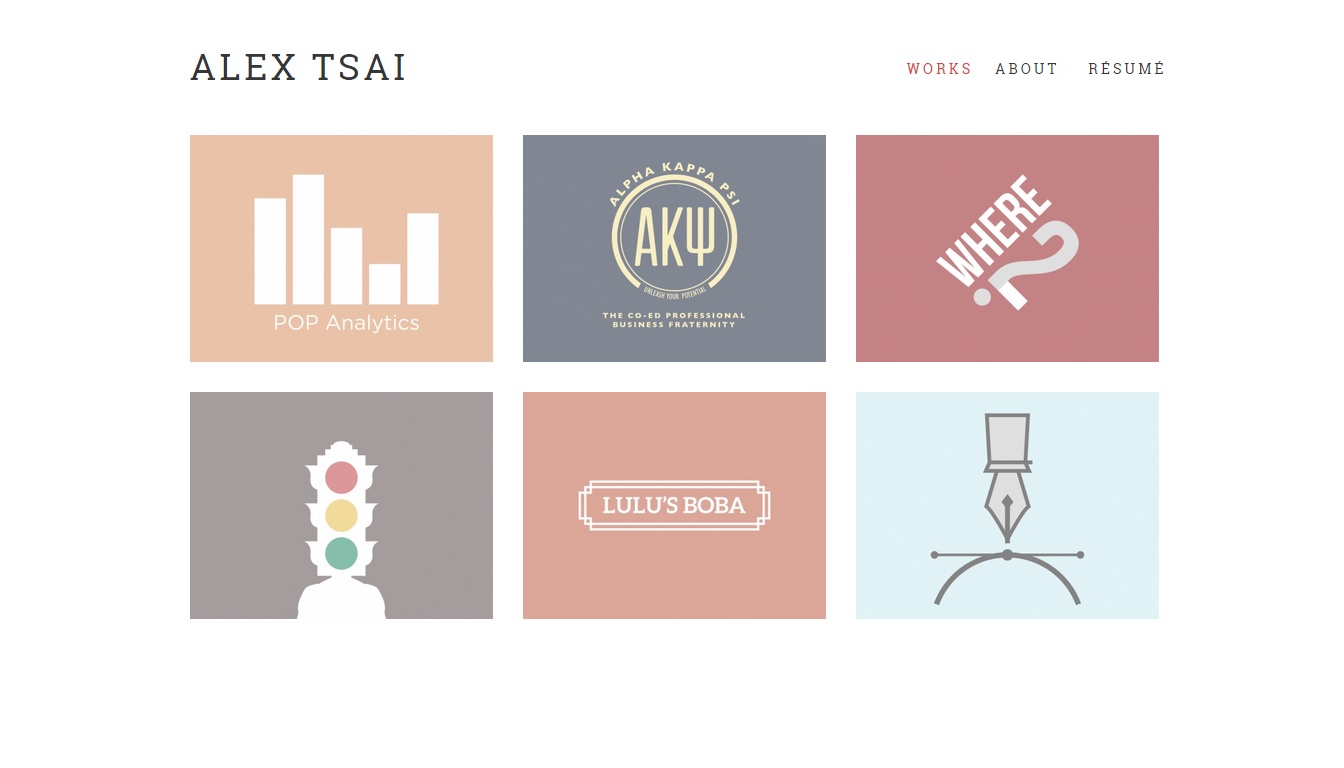 ALEX TSAI
WORKS ABOUT RÉSUMÉ
POP Analytics
ALPHA KAPPA PSI
ΑΚΨ
UNLEASH YOUR POTENTIAL
THE CO-ED PROFESSIONAL
BUSINESS FRATERNITY
WHERE
?
LULU'S BOBA